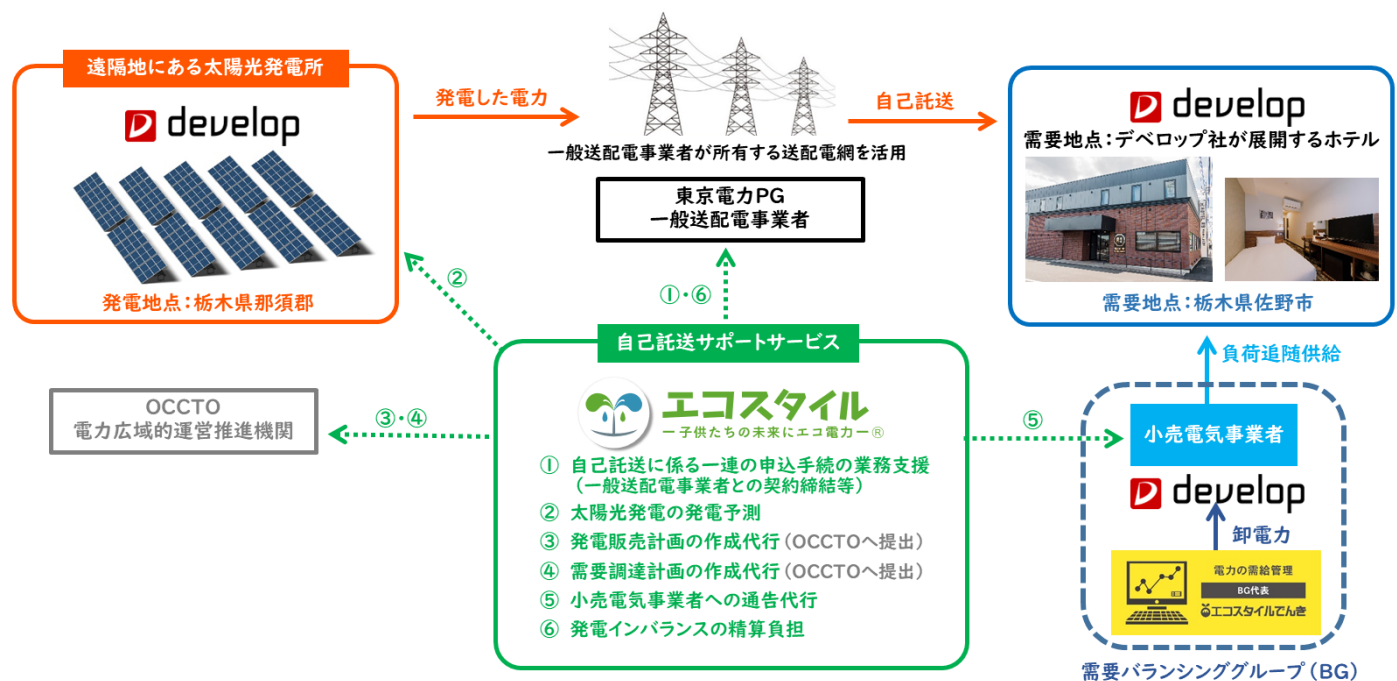 遠隔地にある太陽光発電所
develop
発電地点：栃木県那須郡
発電した電力
一般送配電事業者が所有する送配電網を活用
東京電力PG
一般送配電事業者
自己託送
develop
需要地点：デベロップ社が展開するホテル
需要地点：栃木県佐野市
②
①・⑥
③・④
⑤
OCCTO
電力広域的運営推進機関
自己託送サポートサービス
エコスタイル
ー子供たちの未来にエコ電力ー®
① 自己託送に係る一連の申込手続の業務支援
（一般送配電事業者との契約締結等）
② 太陽光発電の発電予測
③ 発電販売計画の作成代行（OCCTOへ提出）
④ 需要調達計画の作成代行（OCCTOへ提出）
⑤ 小売電気事業者への通告代行
⑥ 発電インバランスの精算負担
負荷追随供給
小売電気事業者
develop
卸電力
電力の需給管理
BG代表
エコスタイルでんき
需要バランシンググループ（BG）